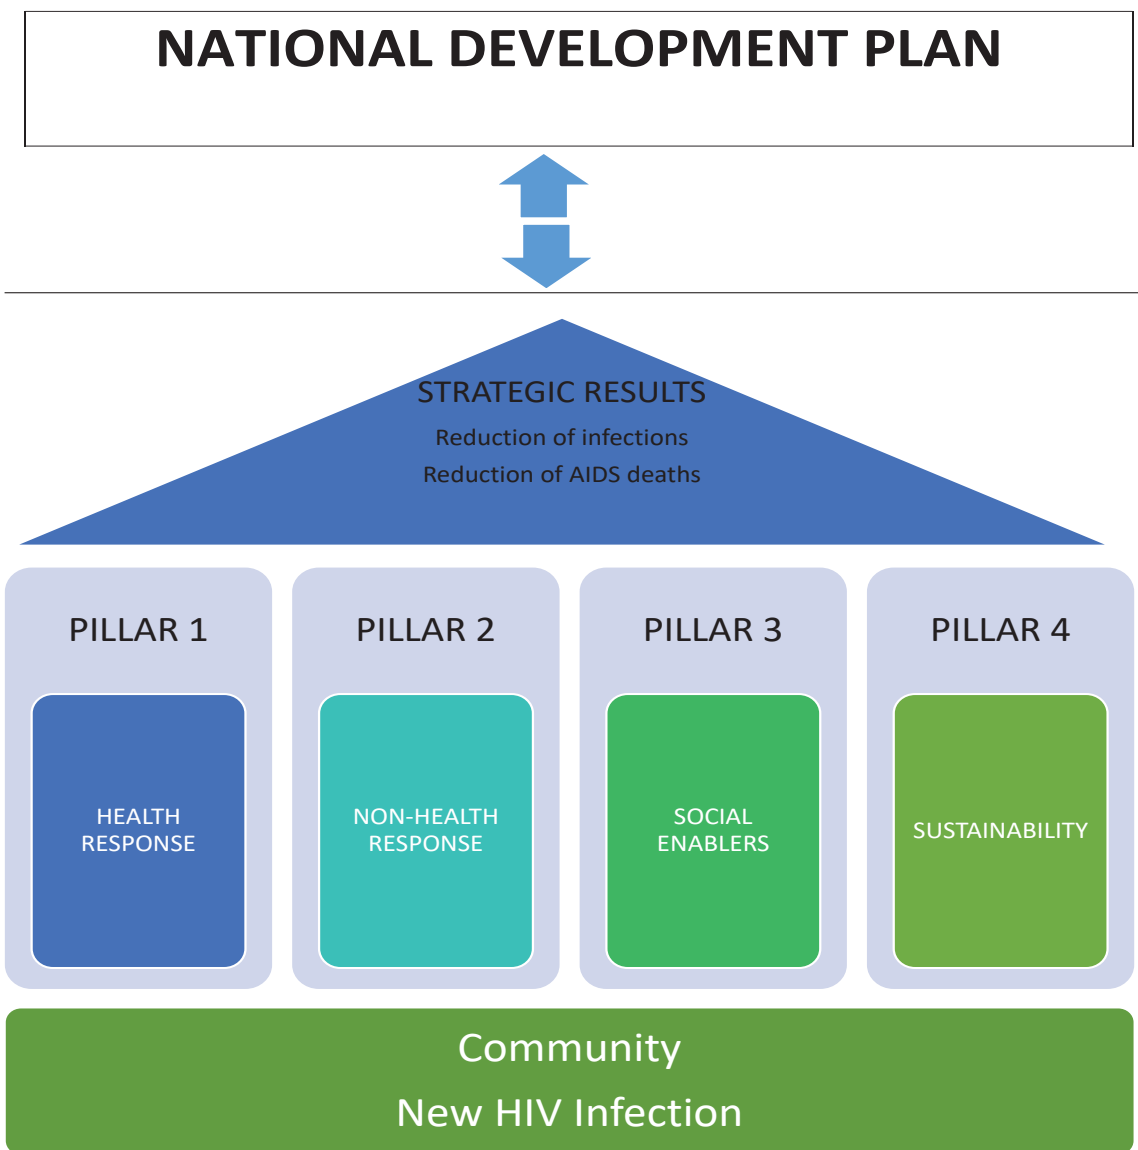 NATIONAL DEVELOPMENT PLAN
STRATEGIC RESULTS
Reduction of infections
Reduction of AIDS deaths
PILLAR 1
HEALTH
RESPONSE
PILLAR 2
NON-HEALTH
RESPONSE
PILLAR 3
SOCIAL
ENABLERS
PILLAR 4
SUSTAINABILITY
Community
New HIV Infection